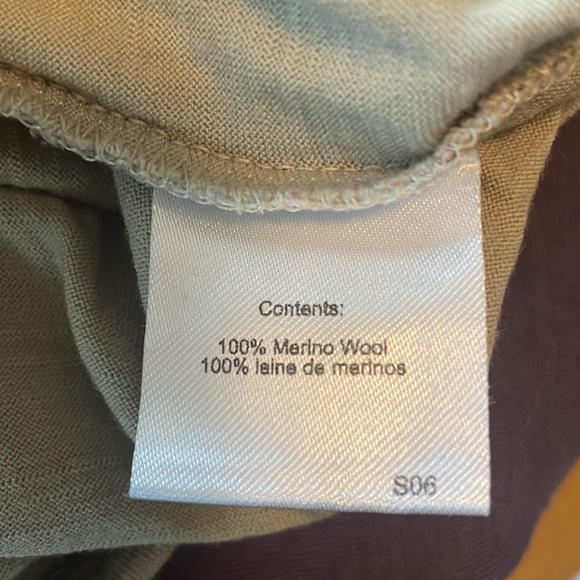 Contents:
100% Merino Wool
100% laine de merinos
S06